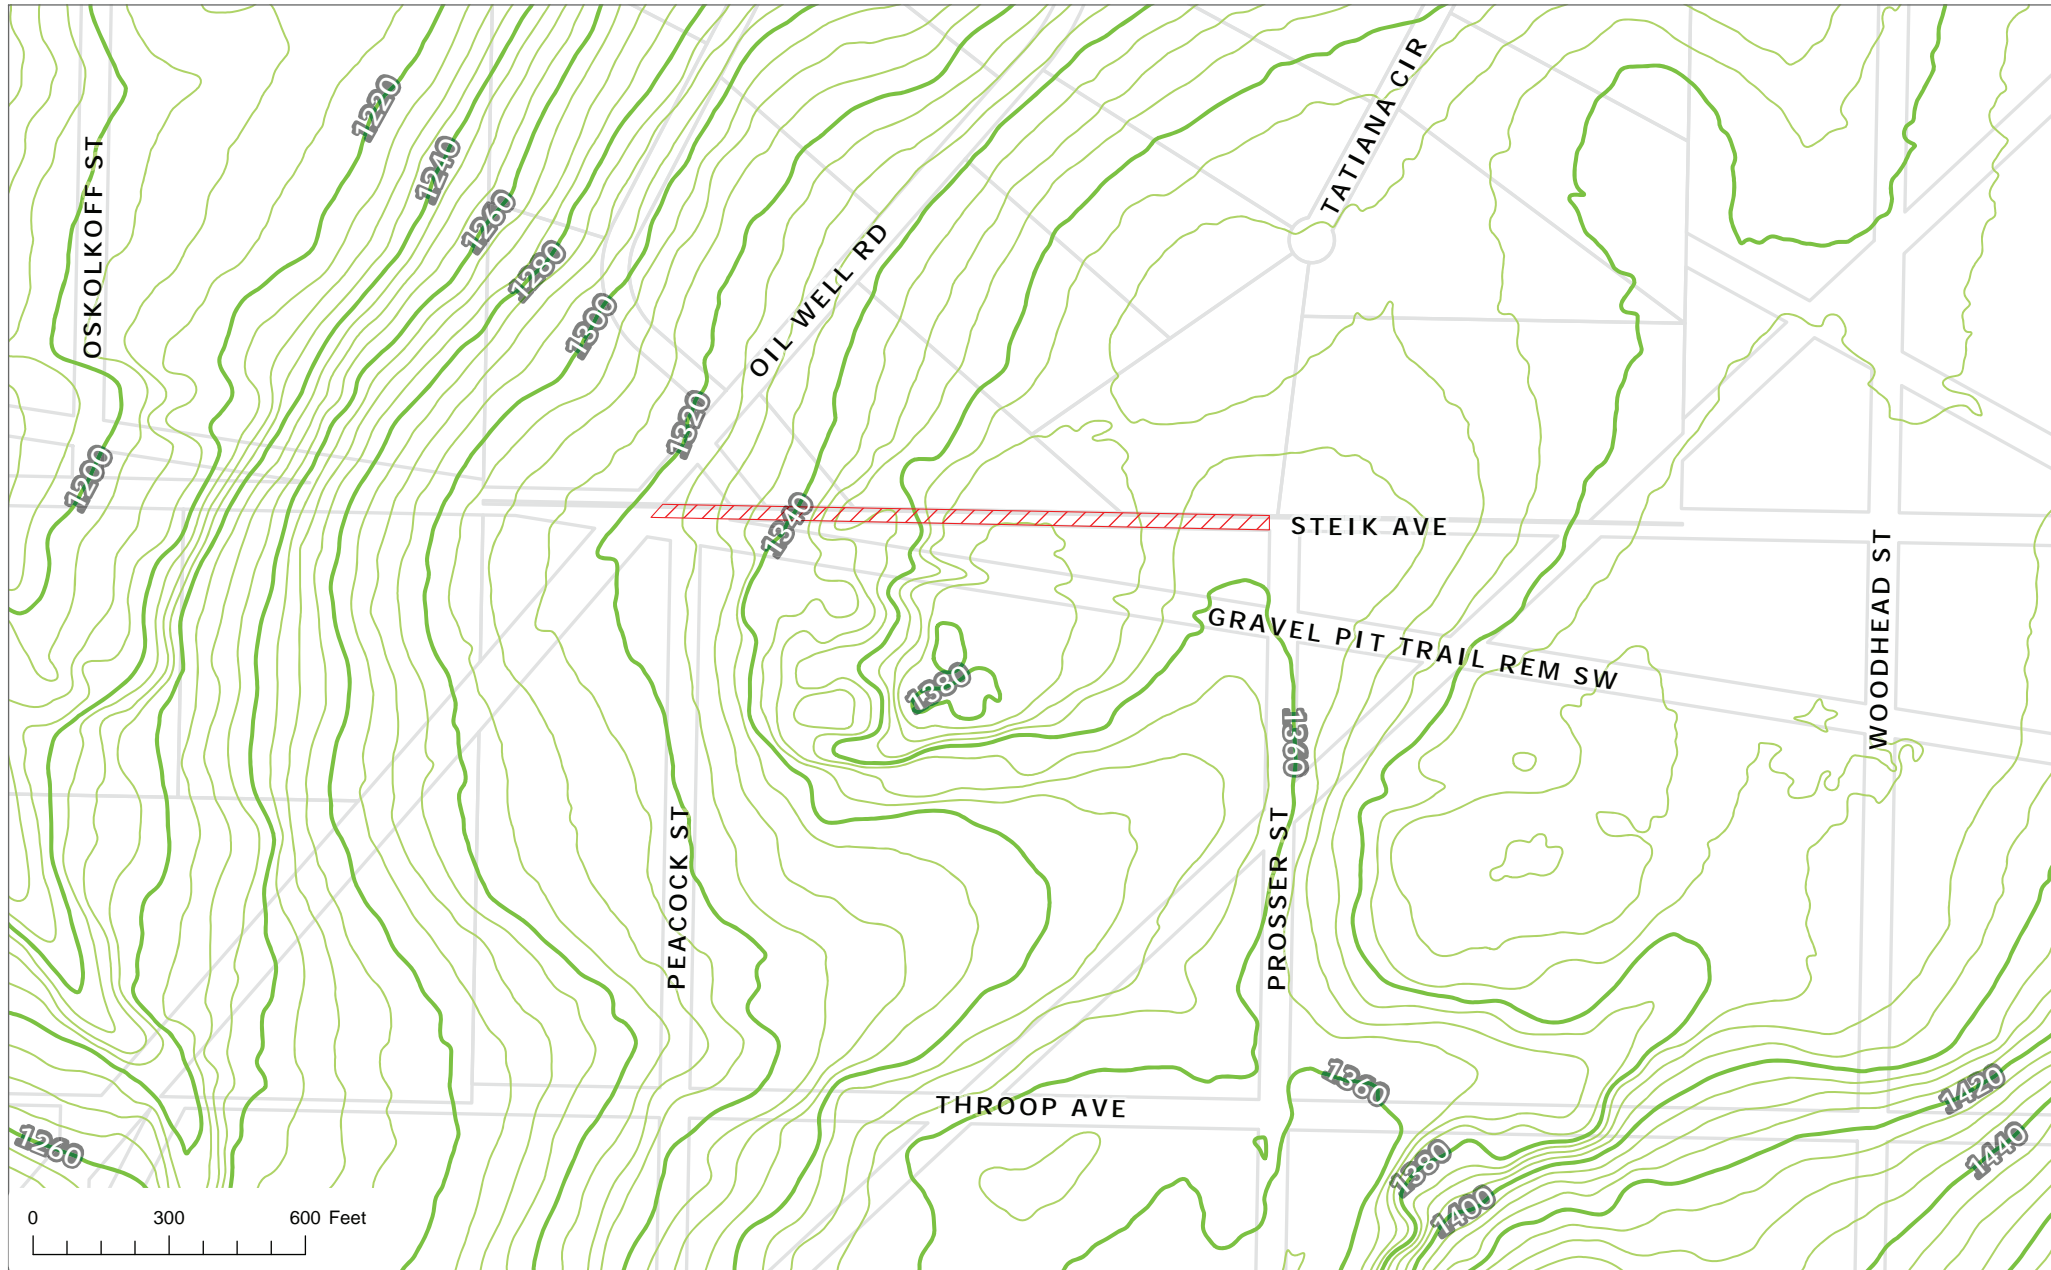 1220
TATIANA CIR
1240
OSKOLKOFF ST
1260
1280
OIL WELL RD
1300
1320
1200
1340
STEIK AVE
GRAVEL PIT TRAIL REM SW
WOODHEAD ST
1380
1360
PEACOCK ST
PROSSER ST
1360
1420
THROOP AVE
1260
1380
1440
1400
0 300 600 Feet